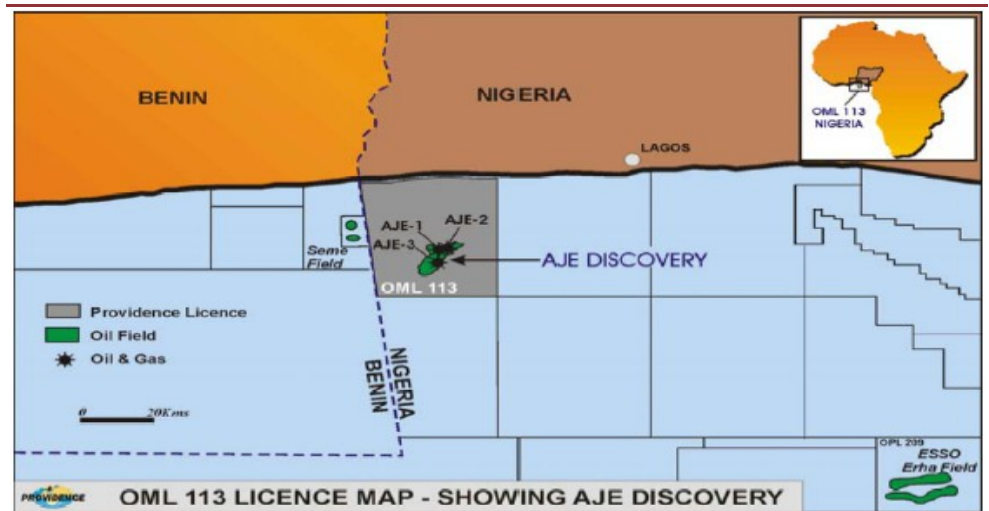 BENIN
NIGERIA
OML 113
NIGERIA
LAGOS
AJE-1
AJE-2
AJE-3
Seme
Field
AJE DISCOVERY
OML 113
Providence Licence
Oil Field
Oil & Gas
NIGERIA
BENIN
0 20Kms
OPL 209
ESSO
Erha Field
PROVIDENCE
OML 113 LICENCE MAP - SHOWING AJE DISCOVERY